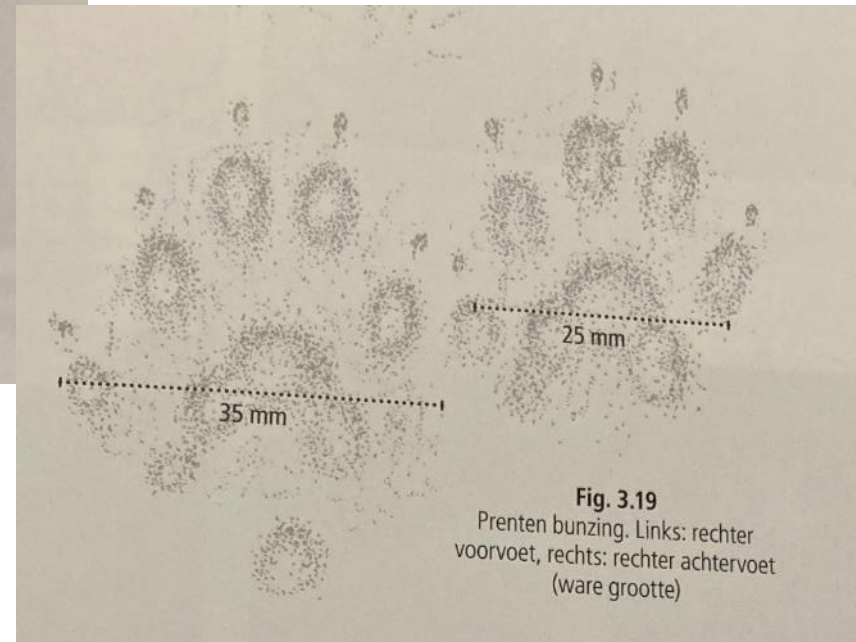 35 mm
25 mm
Fig. 3.19
Prenten bunzing. Links: rechter
voorvoet, rechts: rechter achtervoet
(ware grootte)